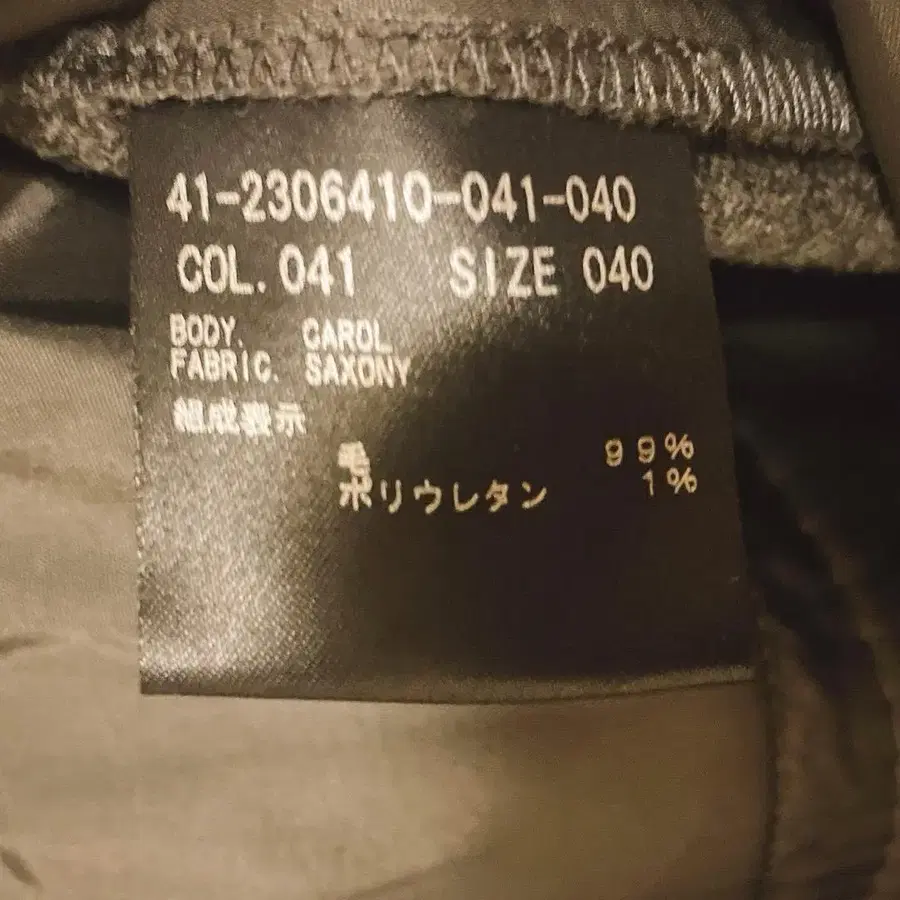 41-2306410-041-040
COL. 041 SIZE 040
BODY. CAROL
FABRIC. SAXONY
組成表示
毛 99%
ポリウレタン 1%